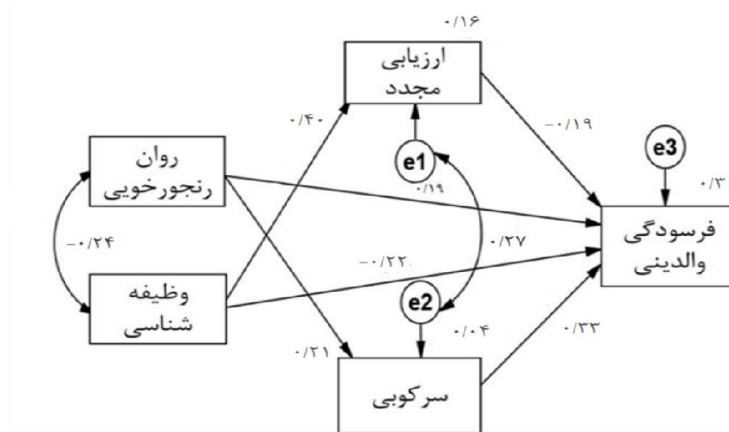 ۰/۱۶
ارزیابی
مجدد
۰/۴۰
-۰/۱۹
e1
e3
روان
رنجورخویی
۰/۱۹
۰/۳
فرسودگی
والدینی
-۰/۲۴
۰/۲۷
-۰/۲۲
وظیفه
شناسی
e2
۰/۰۴
۰/۲۱
۰/۳۳
سرکوبی